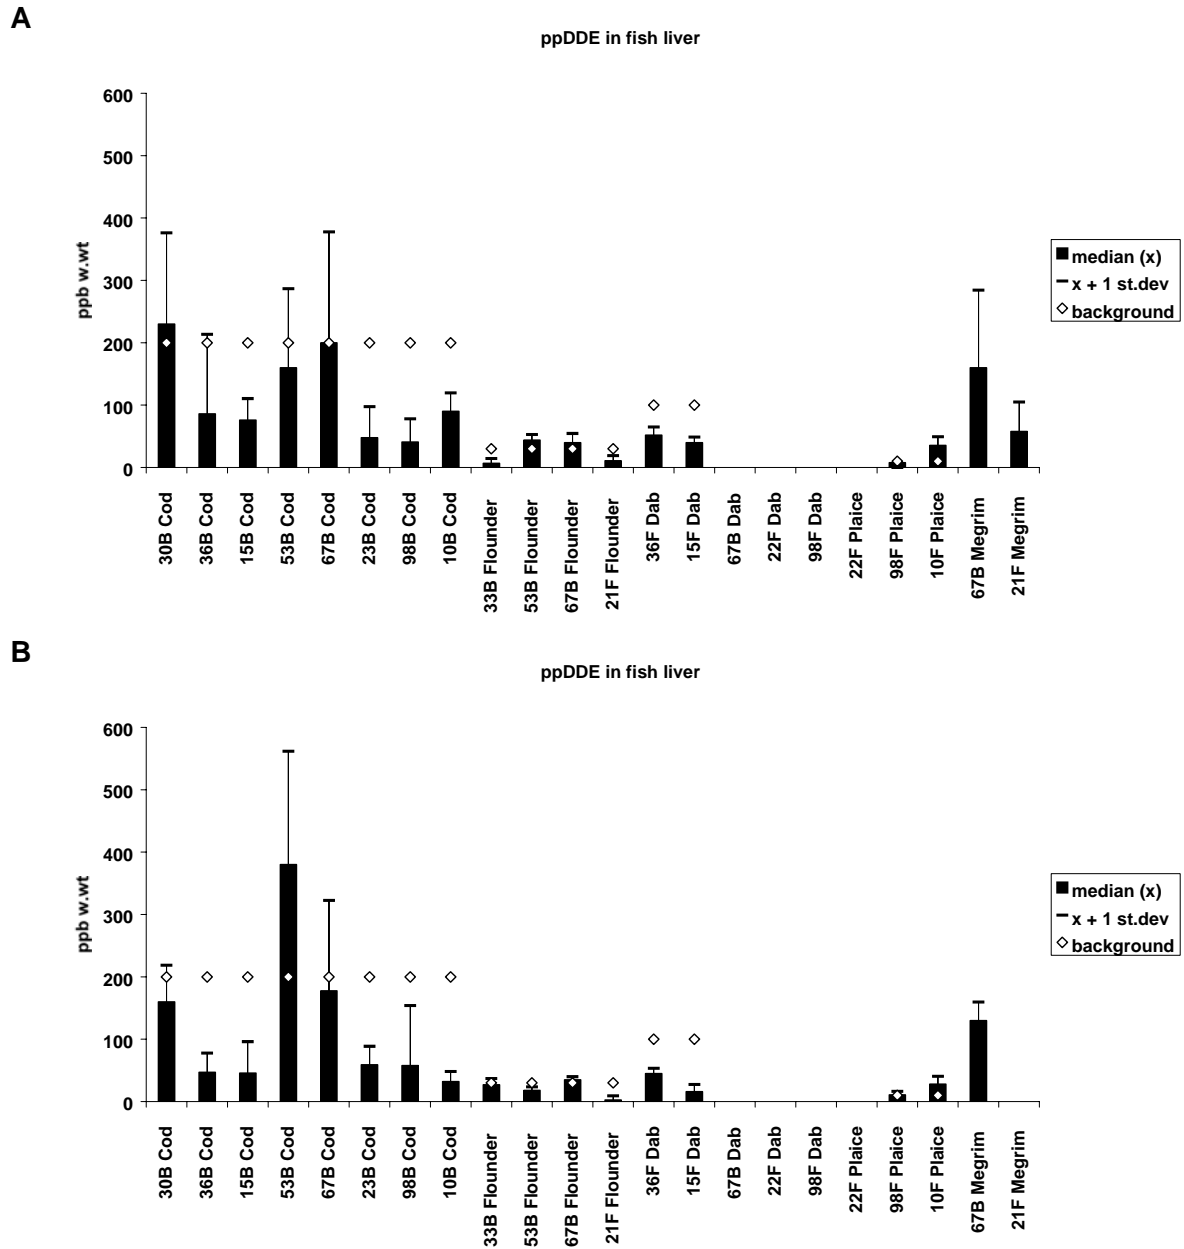 A
ppDDE in fish liver
600
500
400
300
200
100
0
ppb w.wt
median (x)
x + 1 st.dev
background
30B Cod
36B Cod
15B Cod
53B Cod
67B Cod
23B Cod
98B Cod
10B Cod
33B Flounder
53B Flounder
67B Flounder
21F Flounder
36F Dab
15F Dab
67B Dab
22F Dab
98F Dab
22F Plaice
98F Plaice
10F Plaice
67B Megrim
21F Megrim
B
ppDDE in fish liver
600
500
400
300
200
100
0
ppb w.wt
median (x)
x + 1 st.dev
background
30B Cod
36B Cod
15B Cod
53B Cod
67B Cod
23B Cod
98B Cod
10B Cod
33B Flounder
53B Flounder
67B Flounder
21F Flounder
36F Dab
15F Dab
67B Dab
22F Dab
98F Dab
22F Plaice
98F Plaice
10F Plaice
67B Megrim
21F Megrim